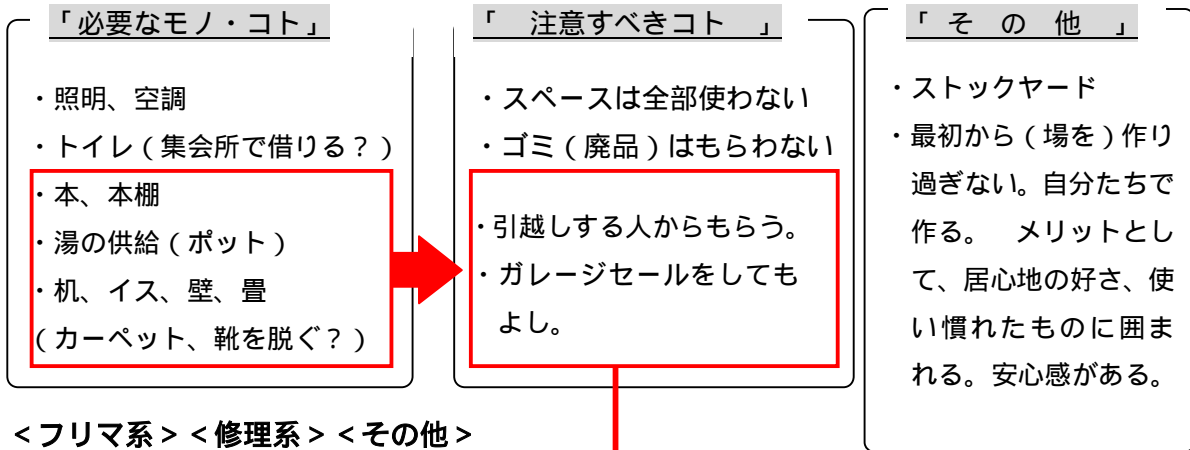 「必要なモノ・コト」
・照明、空調
・トイレ（集会所で借りる？）
・本、本棚
・湯の供給（ポット）
・机、イス、壁、畳
（カーペット、靴を脱ぐ？）
「　注意すべきコト　」
・スペースは全部使わない
・ゴミ（廃品）はもらわない
・引越しする人からもらう。
・ガレージセールをしても
よし。
「　そ　の　他　」
・ストックヤード
・最初から（場を）作り
過ぎない。自分たちで
作る。　メリットとし
て、居心地の好さ、使
い慣れたものに囲ま
れる。安心感がある。
＜フリマ系＞＜修理系＞＜その他＞